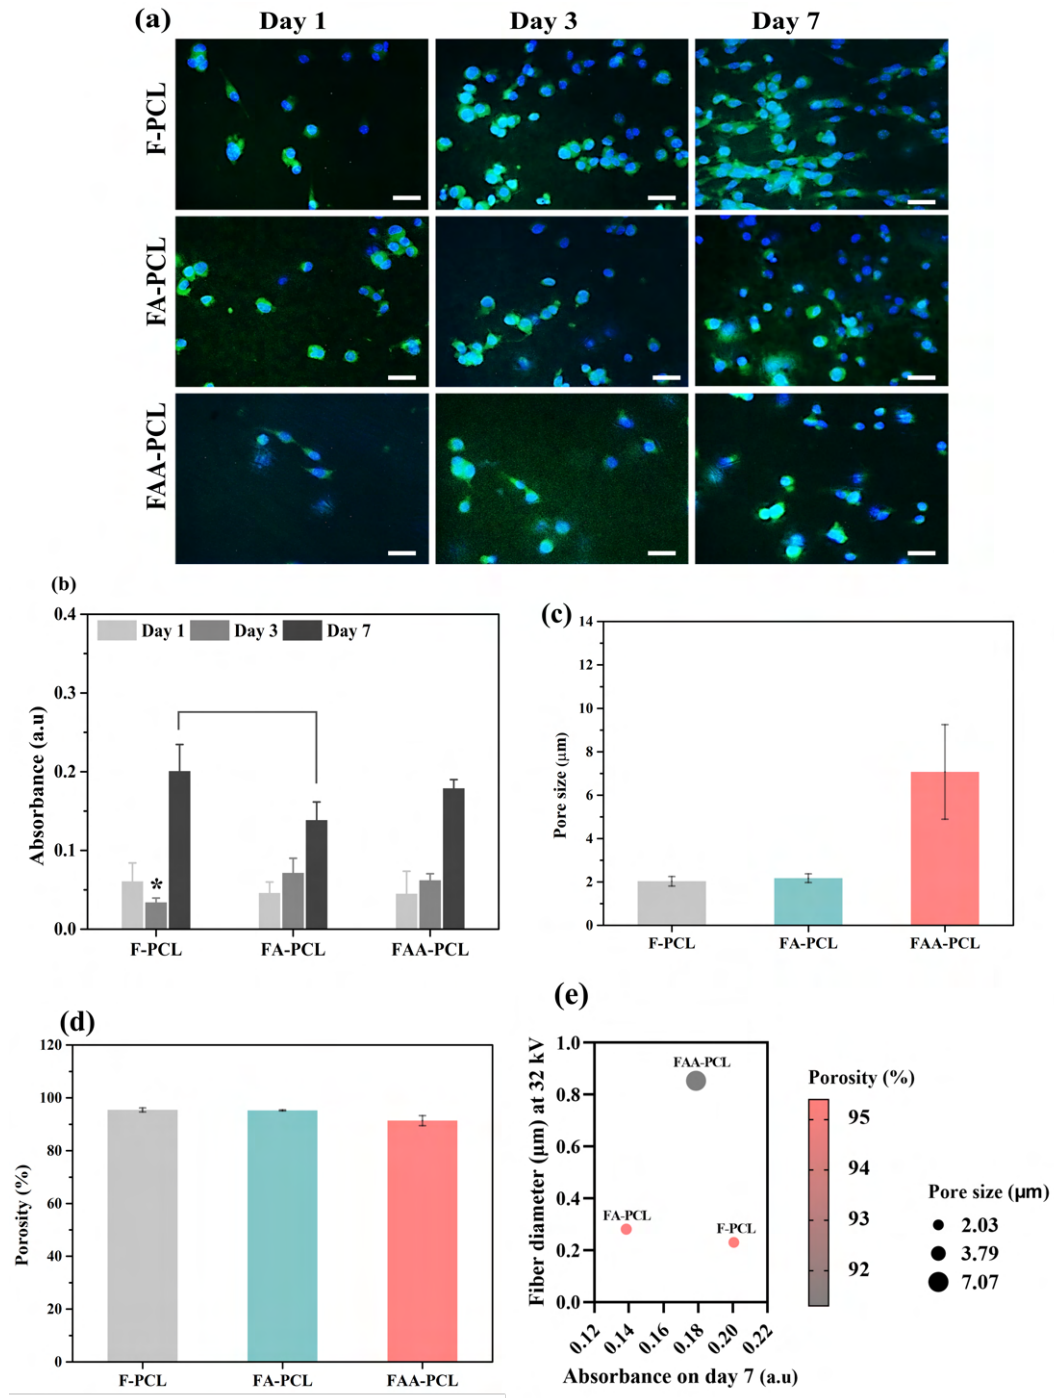 (a)
Day 1 Day 3 Day 7
F-PCL
FA-PCL
FAA-PCL
(b)
Absorbance (a.u)
0.4
0.3
0.2
0.1
0.0
Day 1 Day 3 Day 7
*
F-PCL FA-PCL FAA-PCL
(c)
Pore size (μm)
14
12
10
8
6
4
2
0
F-PCL FA-PCL FAA-PCL
(d)
Porosity (%)
120
100
80
60
40
20
0
F-PCL FA-PCL FAA-PCL
(e)
Fiber diameter (μm) at 32 kV
1.0
0.8
0.6
0.4
0.2
0.0
FAA-PCL
FA-PCL
F-PCL
0.12 0.14 0.16 0.18 0.20 0.22
Absorbance on day 7 (a.u)
Porosity (%)
95
94
93
92
Pore size (μm)
2.03
3.79
7.07